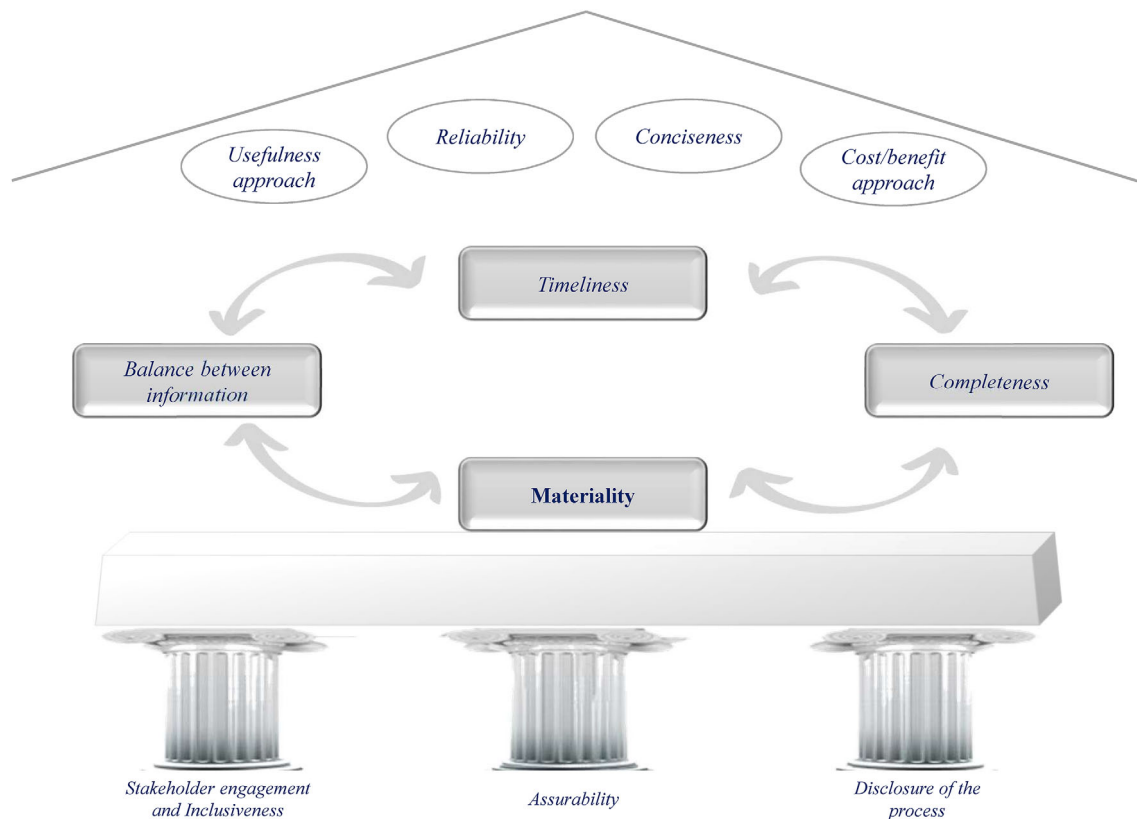 Usefulness
approach
Reliability
Conciseness
Cost/benefit
approach
Timeliness
Balance between
information
Completeness
Materiality
Stakeholder engagement
and Inclusiveness
Assurability
Disclosure of the
process